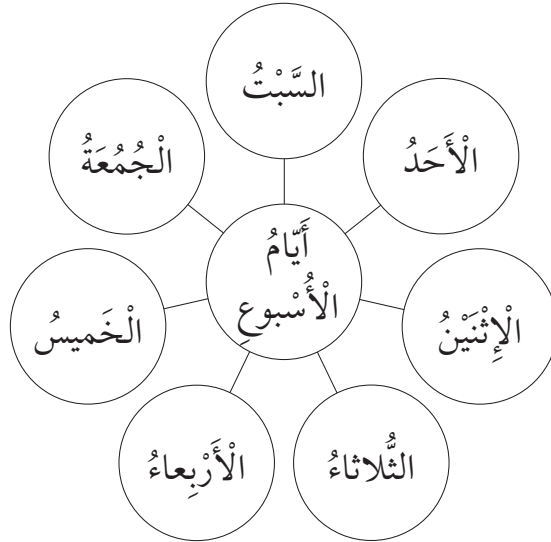 السَّبْتُ
الْأَحَدُ
الْإِثْنَيْنُ
الثُّلاثاءُ
الْأَرْبِعاءُ
الْخَميسُ
الْجُمُعَةُ
أَيّامُ
الْأُسْبوعِ